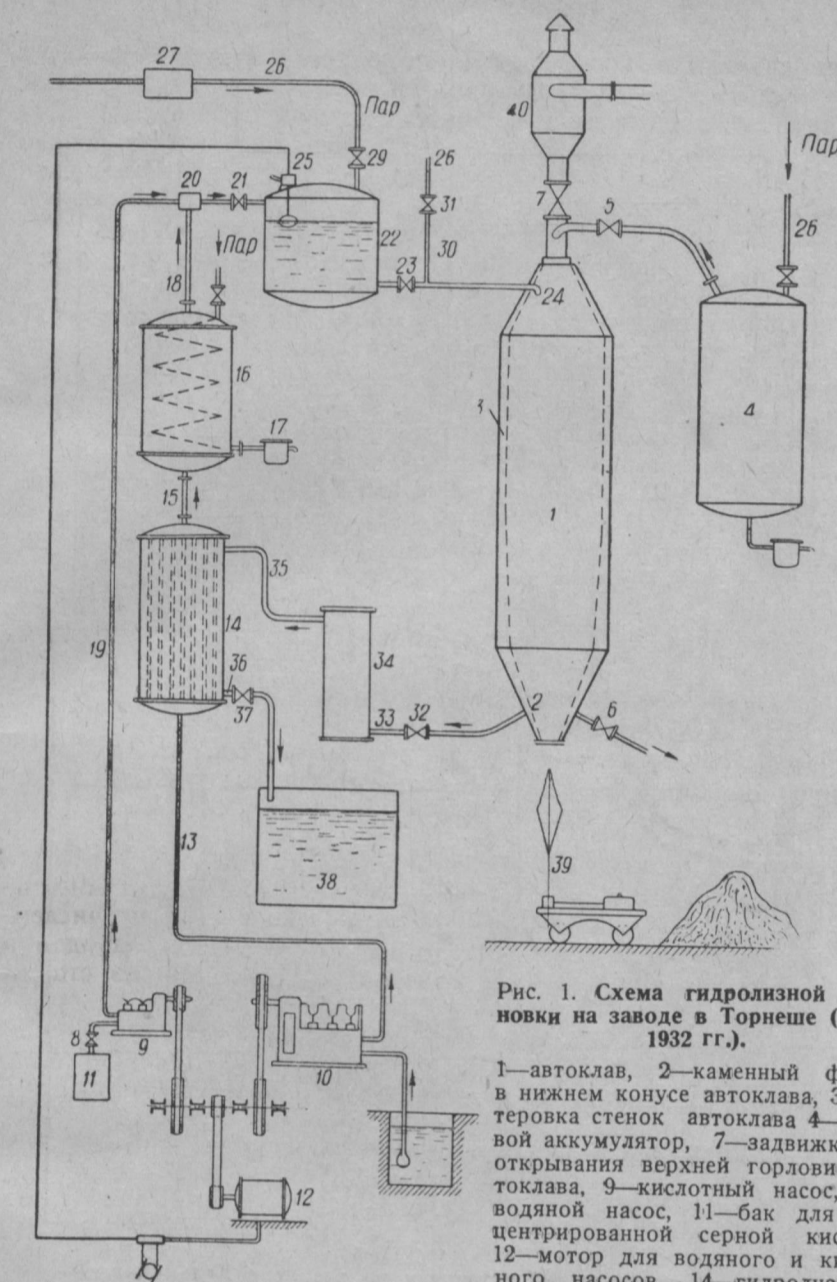 27
26
Пар
40
Пар
29
25
26
20
21
31
7
5
22
26
Пар
30
18
23
24
16
3
4
17
1
15
35
14
19
34
36
37
33
32
2
6
13
38
39
8
9
10
11
12
Рис. 1. Схема гидролизной
новки на заводе в Торнеше (
1932 гг.).
1—автоклав, 2—каменный ф
в нижнем конусе автоклава, 3
теровка стенок автоклава 4—
вой аккумулятор, 7—задвижк
открывания верхней горлови
токлава, 9—кислотный насос,
водяной насос, 11—бак для
центрированной серной кис
12—мотор для водяного и ки
ного насосов, 14